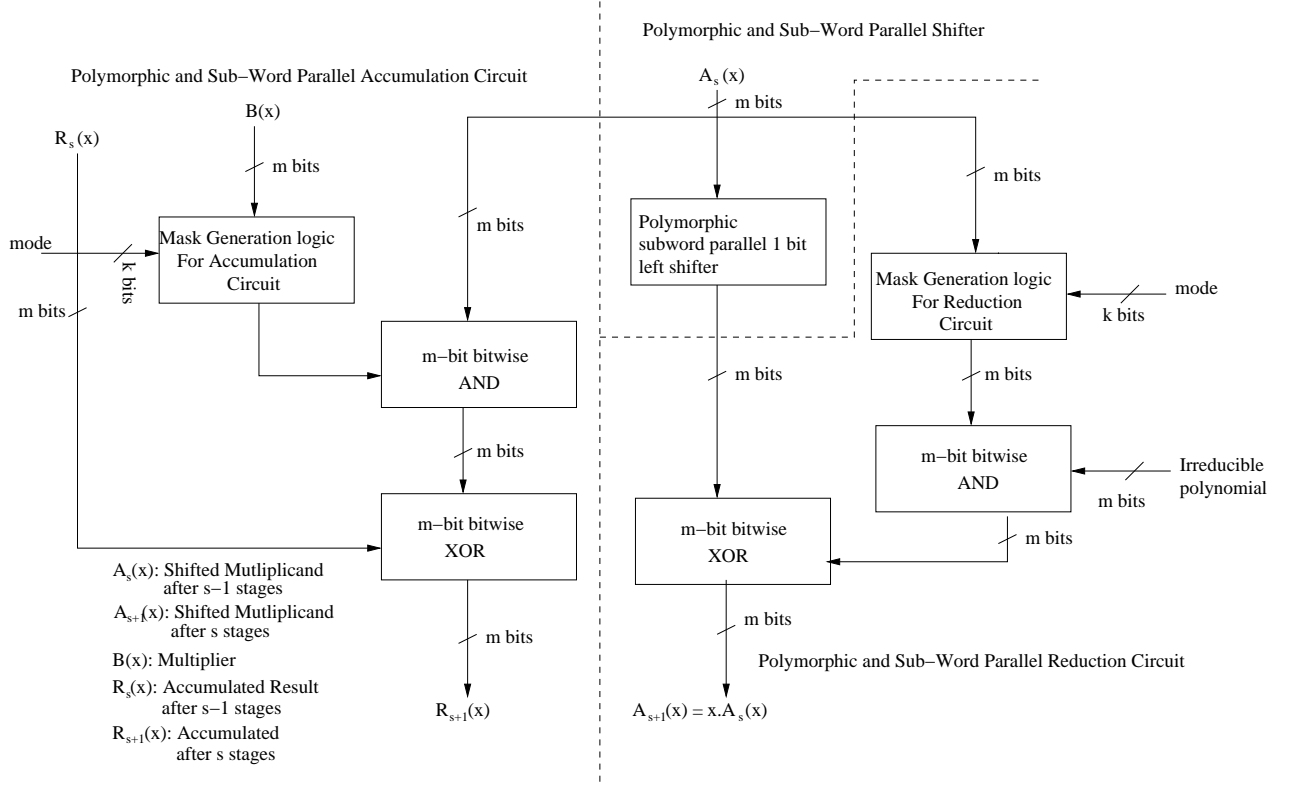 Polymorphic and Sub−Word Parallel Shifter
Polymorphic and Sub−Word Parallel Accumulation Circuit
A_s(x)
m bits
B(x)
R_s(x)
m bits
m bits
m bits
mode
k bits
Mask Generation logic
For Accumulation
Circuit
Polymorphic
subword parallel 1 bit
left shifter
Mask Generation logic
For Reduction
Circuit
mode
k bits
m bits
m−bit bitwise
AND
m bits
m bits
m bits
m−bit bitwise
AND
Irreducible
polynomial
m bits
m−bit bitwise
XOR
m−bit bitwise
XOR
m bits
A_s(x): Shifted Mutliplicand
after s−1 stages
A_{s+1}(x): Shifted Mutliplicand
after s stages
B(x): Multiplier
R_s(x): Accumulated Result
after s−1 stages
R_{s+1}(x): Accumulated
after s stages
m bits
m bits
Polymorphic and Sub−Word Parallel Reduction Circuit
R_{s+1}(x)
A_{s+1}(x) = x.A_s(x)